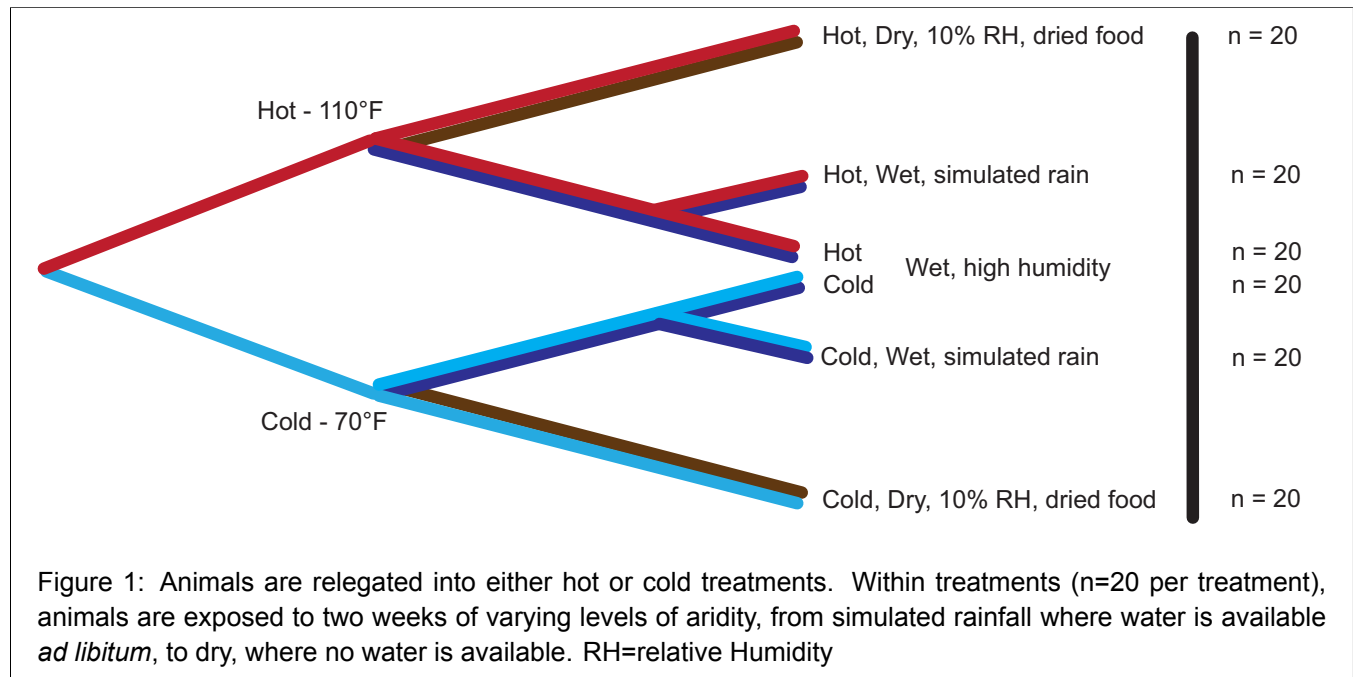 Hot, Dry, 10% RH, dried food n = 20
Hot - 110°F
Hot, Wet, simulated rain n = 20
Hot n = 20
Wet, high humidity
Cold n = 20
Cold, Wet, simulated rain n = 20
Cold - 70°F
Cold, Dry, 10% RH, dried food n = 20
Figure 1: Animals are relegated into either hot or cold treatments. Within treatments (n=20 per treatment),
animals are exposed to two weeks of varying levels of aridity, from simulated rainfall where water is available
ad libitum, to dry, where no water is available. RH=relative Humidity